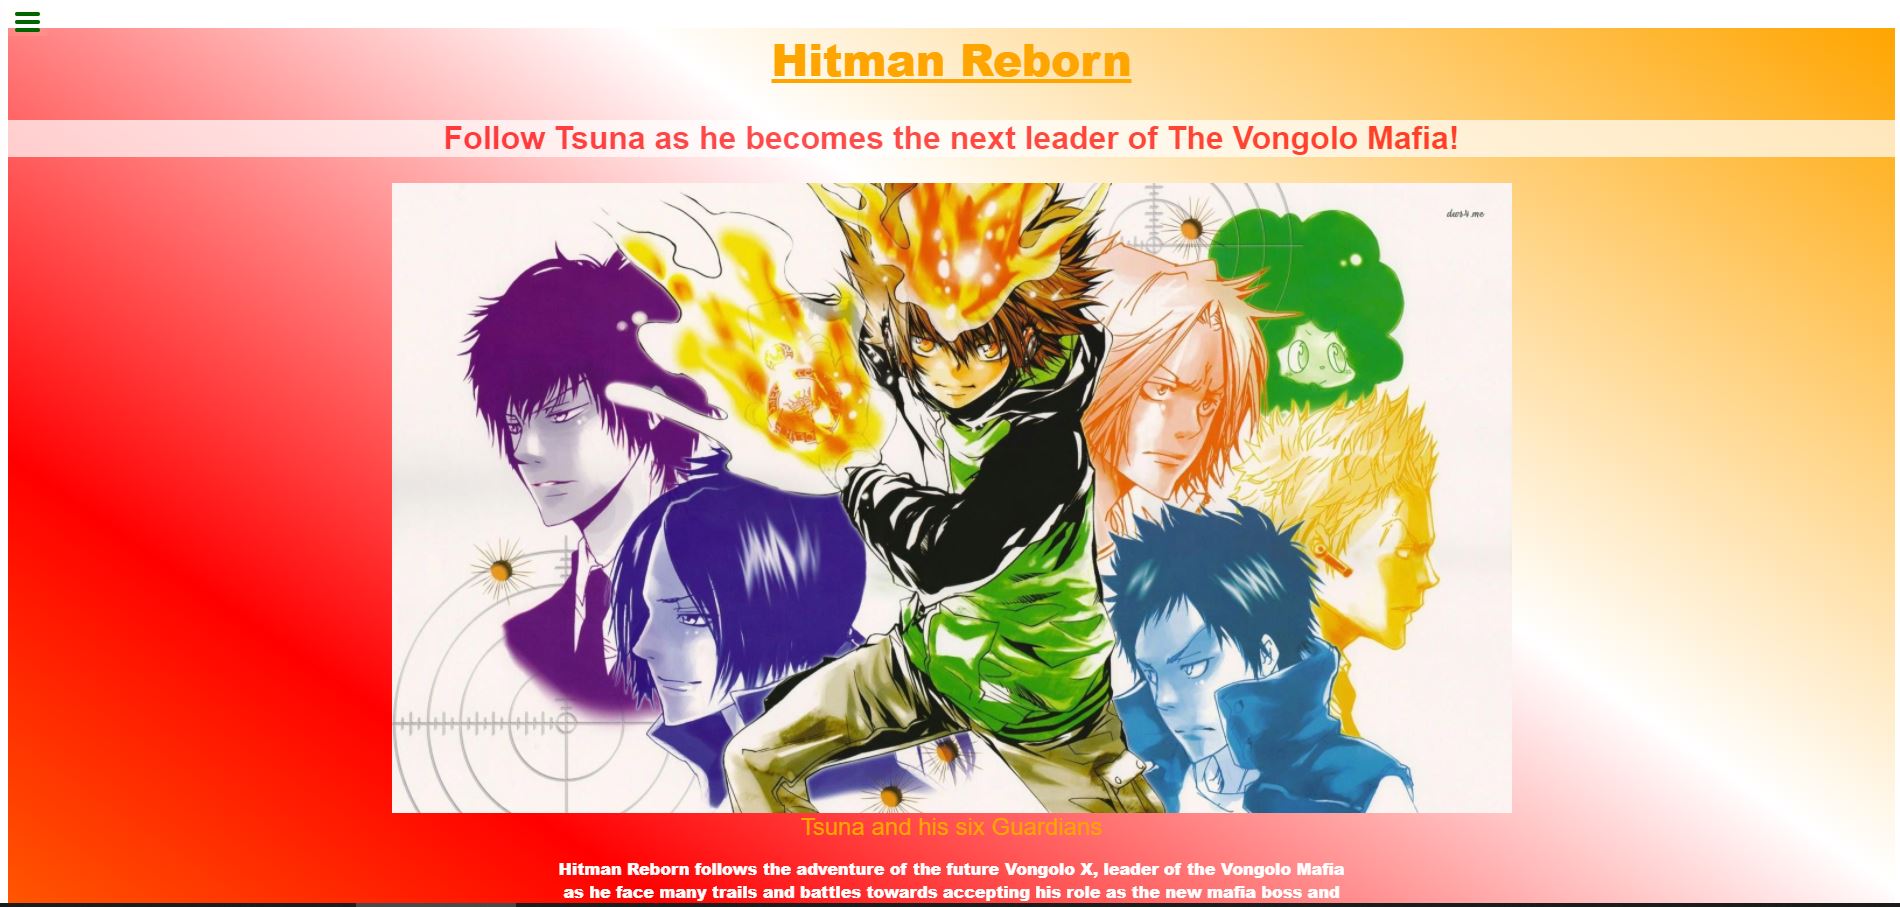 Hitman Reborn
Follow Tsuna as he becomes the next leader of The Vongolo Mafia!
dwr4.me
Tsuna and his six Guardians
Hitman Reborn follows the adventure of the future Vongolo X, leader of the Vongolo Mafia
as he face many trails and battles towards accepting his role as the new mafia boss and